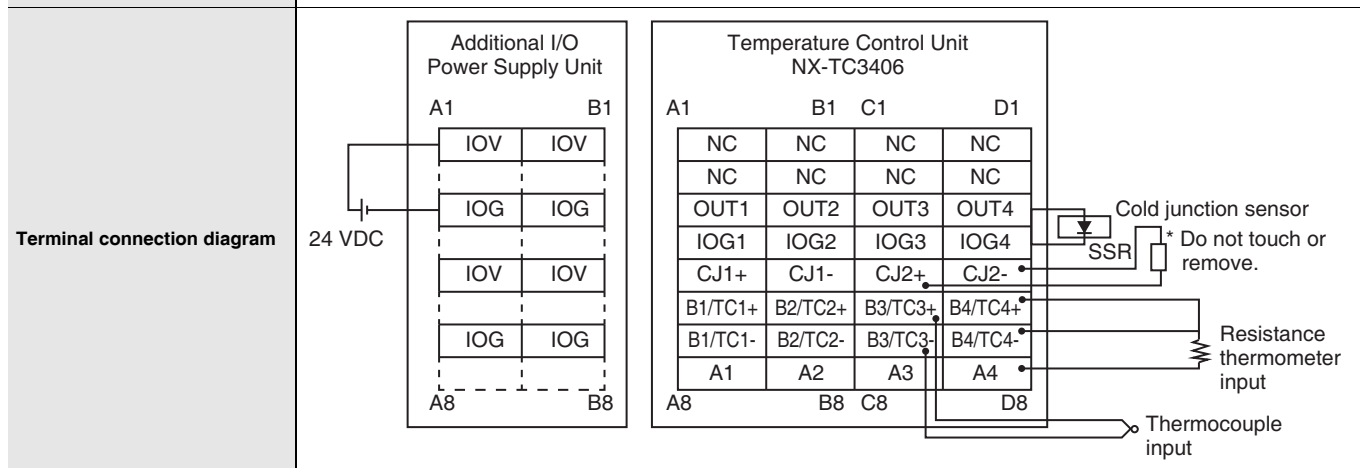 Terminal connection diagram
24 VDC
Additional I/O
Power Supply Unit
A1 B1
IOV IOV
IOG IOG
IOV IOV
IOG IOG
A8 B8
Temperature Control Unit
NX-TC3406
A1 B1 C1 D1
NC NC NC NC
NC NC NC NC
OUT1 OUT2 OUT3 OUT4
IOG1 IOG2 IOG3 IOG4
CJ1+ CJ1- CJ2+ CJ2-
B1/TC1+ B2/TC2+ B3/TC3+ B4/TC4+
B1/TC1- B2/TC2- B3/TC3- B4/TC4-
A1 A2 A3 A4
A8 B8 C8 D8
SSR
Cold junction sensor
* Do not touch or
remove.
Resistance
thermometer
input
Thermocouple
input